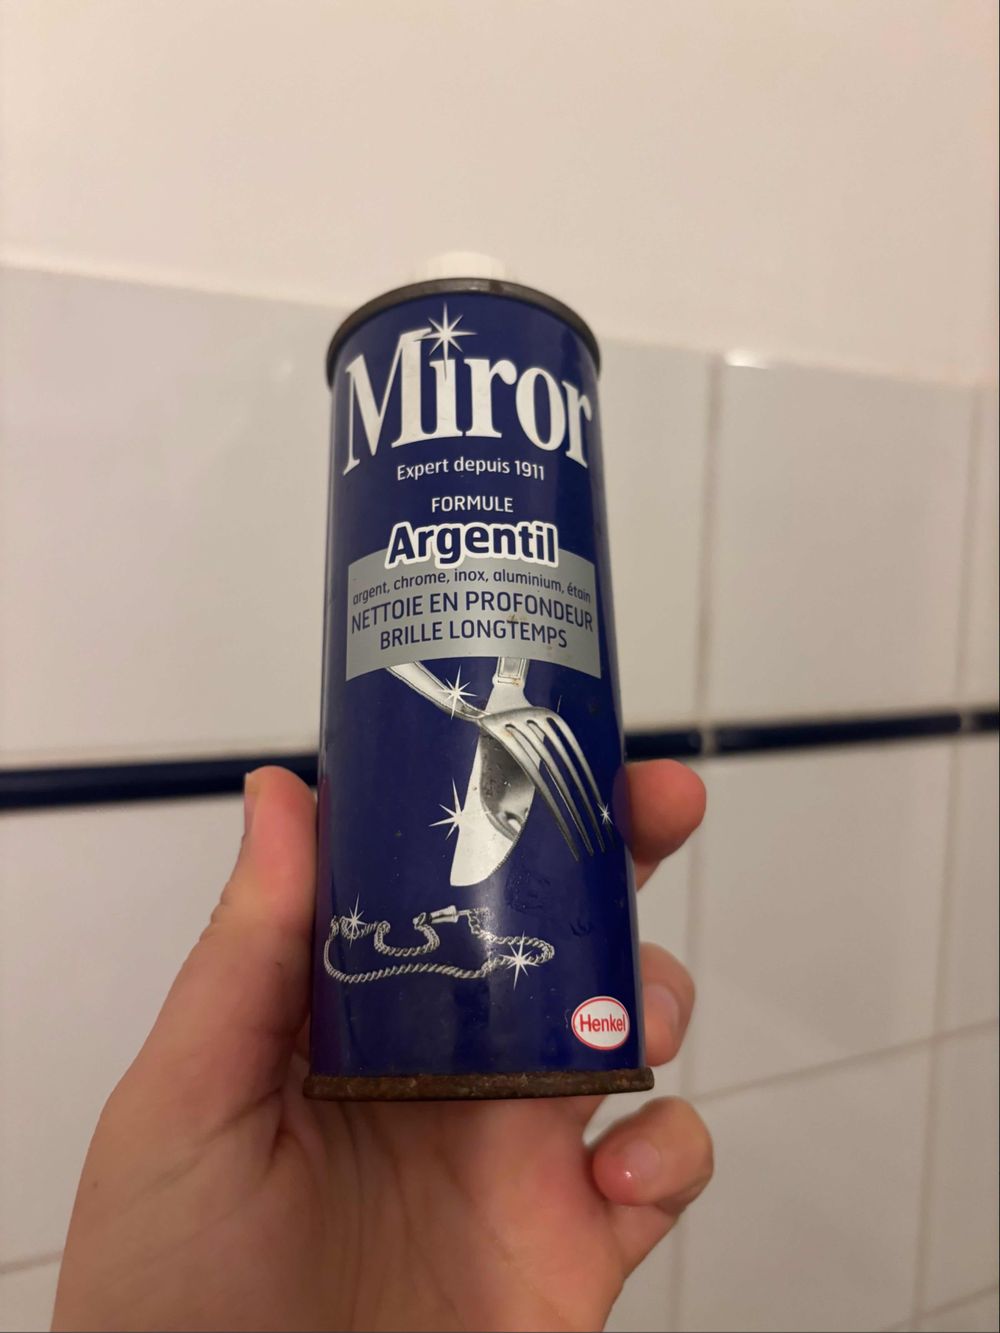 Miror
Expert depuis 1911
FORMULE
Argentil
argent, chrome, inox, aluminium, étain
NETTOIE EN PROFONDEUR
BRILLE LONGTEMPS
Henkel